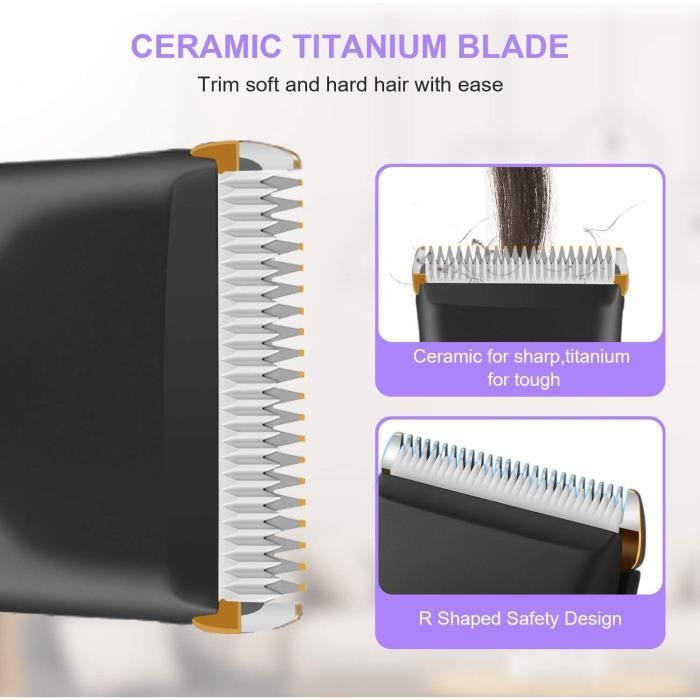 CERAMIC TITANIUM BLADE
Trim soft and hard hair with ease
Ceramic for sharp,titanium
for tough
R Shaped Safety Design